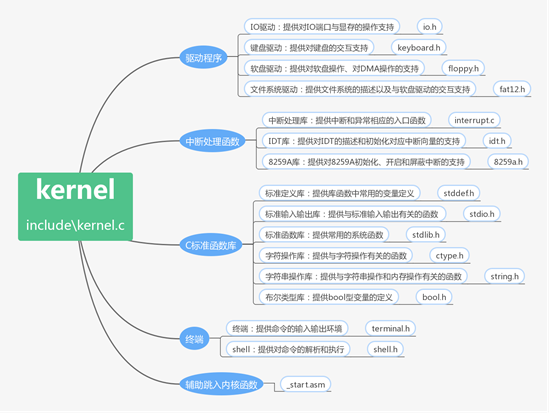 kernel
include\kernel.c
驱动程序
IO驱动：提供对IO端口与显存的操作支持 io.h
键盘驱动：提供对键盘的交互支持 keyboard.h
软盘驱动：提供对软盘操作、对DMA操作的支持 floppy.h
文件系统驱动：提供文件系统的描述以及与软盘驱动的交互支持 fat12.h
中断处理函数
中断处理库：提供中断和异常相应的入口函数 interrupt.c
IDT库：提供对IDT的描述和初始化对应中断向量的支持 idt.h
8259A库：提供对8259A初始化、开启和屏蔽中断的支持 8259a.h
C标准函数库
标准定义库：提供库函数中常用的变量定义 stddef.h
标准输入输出库：提供与标准输入输出有关的函数 stdio.h
标准函数库：提供常用的系统函数 stdlib.h
字符操作库：提供与字符操作有关的函数 ctype.h
字符串操作库：提供与字符串操作和内存操作有关的函数 string.h
布尔类型库：提供bool型变量的定义 bool.h
终端
终端：提供命令的输入输出环境 terminal.h
shell：提供对命令的解析和执行 shell.h
辅助跳入内核函数 _start.asm